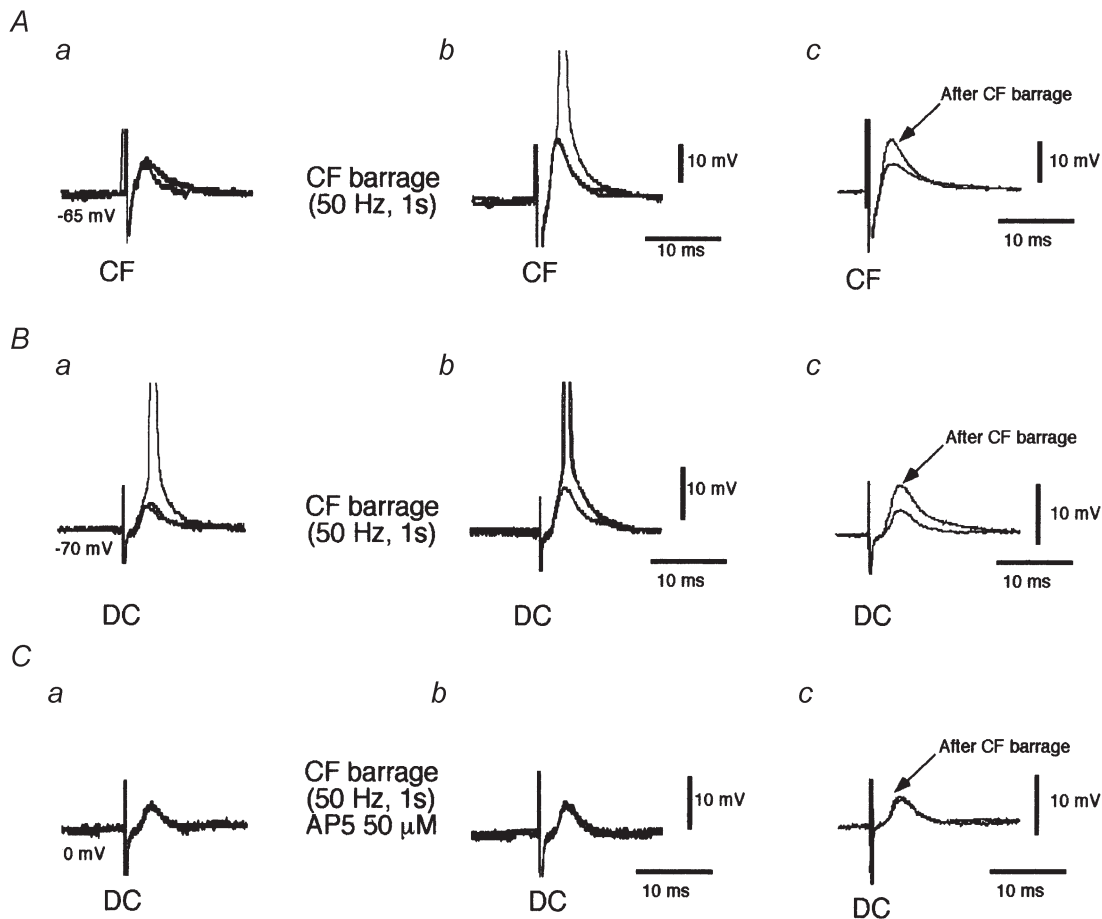 A
a
b
c
After CF barrage
-65 mV
CF barrage
(50 Hz, 1s)
10 mV
10 mV
10 ms
10 ms
CF
CF
CF
B
a
b
c
After CF barrage
-70 mV
CF barrage
(50 Hz, 1s)
10 mV
10 mV
10 ms
10 ms
DC
DC
DC
C
a
b
c
After CF barrage
0 mV
CF barrage
(50 Hz, 1s)
AP5 50 µM
10 mV
10 mV
10 ms
10 ms
DC
DC
DC